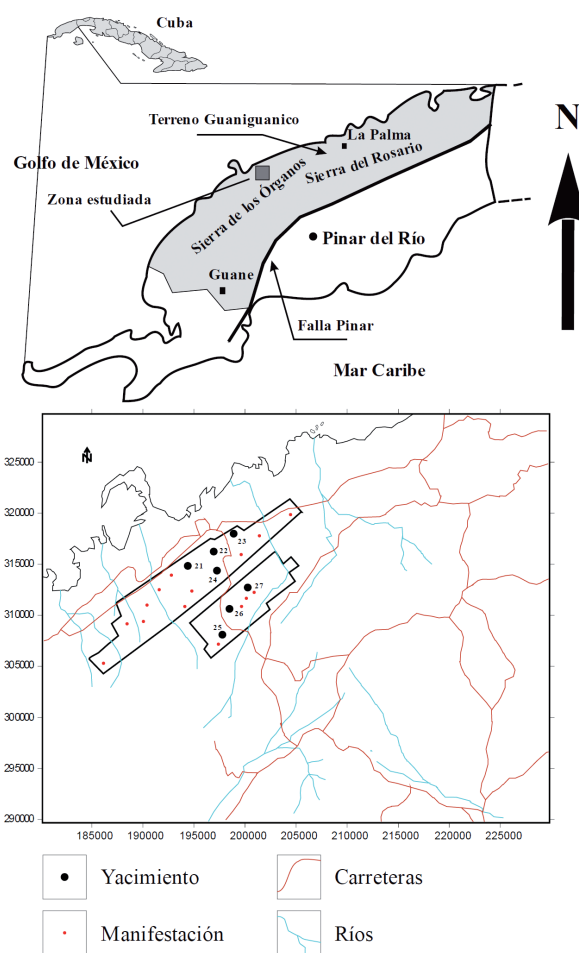 Cuba
N
Terreno Guaniguanico
La Palma
Golfo de México
Sierra del Rosario
Zona estudiada
Sierra de los Órganos
Pinar del Río
Guane
Falla Pinar
Mar Caribe
N
325000
320000
315000
310000
305000
300000
295000
290000
23
22
21
24
27
26
25
185000 190000 195000 200000 205000 210000 215000 220000 225000
Yacimiento
Carreteras
Manifestación
Ríos